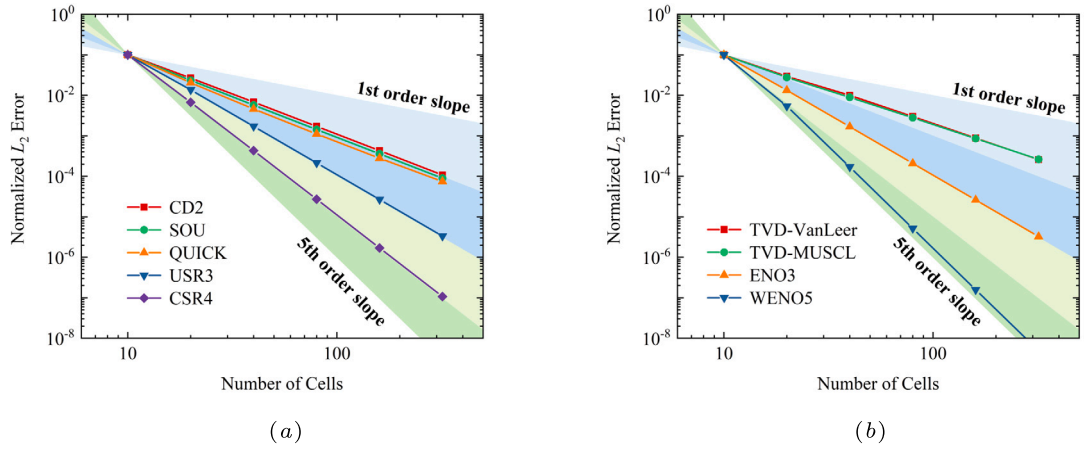 10^0
10^-2
10^-4
10^-6
10^-8
Normalized L_2 Error
1st order slope
5th order slope
CD2
SOU
QUICK
USR3
CSR4
10
100
Number of Cells
(a)
10^0
10^-2
10^-4
10^-6
10^-8
Normalized L_2 Error
1st order slope
5th order slope
TVD-VanLeer
TVD-MUSCL
ENO3
WENO5
10
100
Number of Cells
(b)